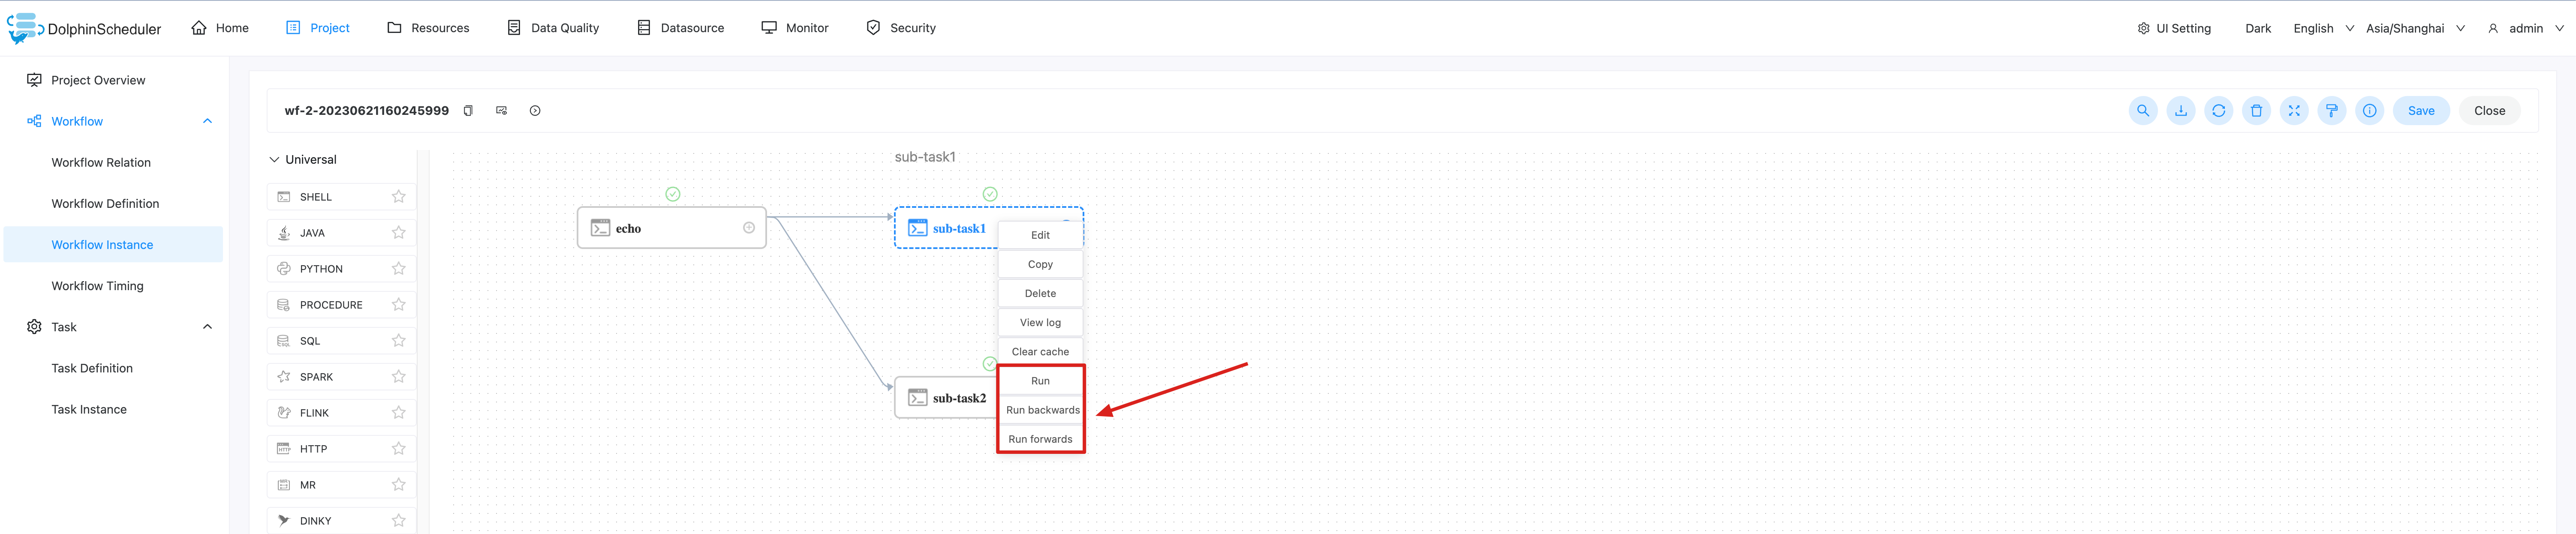 DolphinScheduler Home Project Resources Data Quality Datasource Monitor Security UI Setting Dark English Asia/Shanghai admin
Project Overview
Workflow
Workflow Relation
Workflow Definition
Workflow Instance
Workflow Timing
Task
Task Definition
Task Instance
wf-2-20230621160245999
Save
Close
Universal
SHELL
JAVA
PYTHON
PROCEDURE
SQL
SPARK
FLINK
HTTP
MR
DINKY
sub-task1
echo
sub-task1
sub-task2
Edit
Copy
Delete
View log
Clear cache
Run
Run backwards
Run forwards